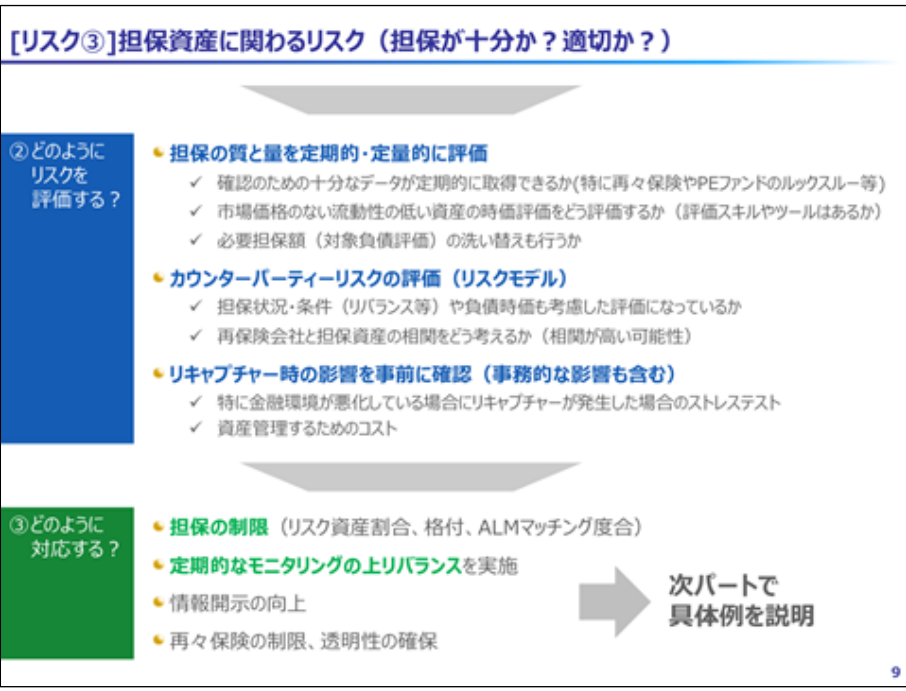 [リスク③]担保資産に関わるリスク（担保が十分か？適切か？）
②どのように
リスクを
評価する？
担保の質と量を定期的・定量的に評価
✓ 確認のための十分なデータが定期的に取得できるか(特に再々保険やPEファンドのルックスルー等)
✓ 市場価格のない流動性の低い資産の時価評価をどう評価するか（評価スキルやツールはあるか）
✓ 必要担保額（対象負債評価）の洗い替えも行うか
カウンターパーティーリスクの評価（リスクモデル）
✓ 担保状況・条件（リバランス等）や負債時価も考慮した評価になっているか
✓ 再保険会社と担保資産の相関をどう考えるか（相関が高い可能性）
リキャプチャー時の影響を事前に確認（事務的な影響も含む）
✓ 特に金融環境が悪化している場合にリキャプチャーが発生した場合のストレステスト
✓ 資産管理するためのコスト
③どのように
対応する？
担保の制限（リスク資産割合、格付、ALMマッチング度合）
定期的なモニタリングの上リバランスを実施
情報開示の向上
再々保険の制限、透明性の確保
次パートで
具体例を説明
9